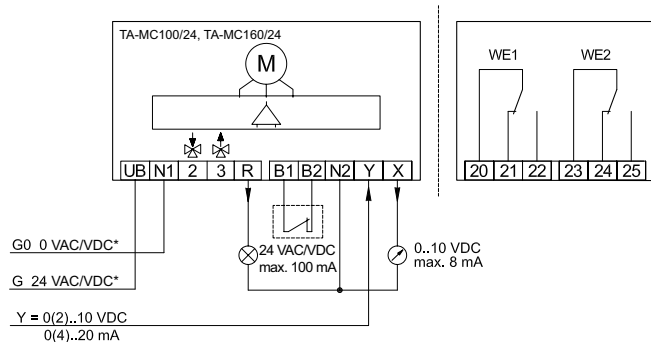 TA-MC100/24, TA-MC160/24
M
WE1 WE2
UB N1 2 3 R B1 B2 N2 Y X
20 21 22 23 24 25
G0 0 VAC/VDC*
24 VAC/VDC
max. 100 mA
0..10 VDC
max. 8 mA
G 24 VAC/VDC*
Y = 0(2)..10 VDC
0(4)..20 mA